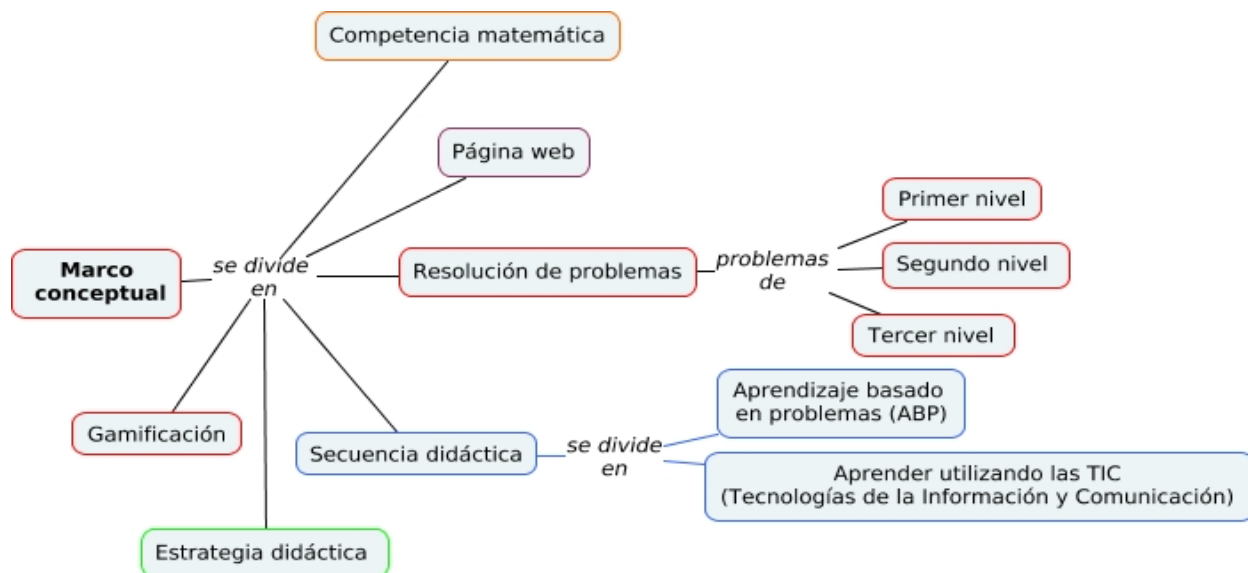 Competencia matemática
Página web
Primer nivel
Marco
conceptual
se divide
en
Resolución de problemas
problemas
de
Segundo nivel
Tercer nivel
Aprendizaje basado
en problemas (ABP)
Gamificación
Secuencia didáctica
se divide
en
Aprender utilizando las TIC
(Tecnologías de la Información y Comunicación)
Estrategia didáctica